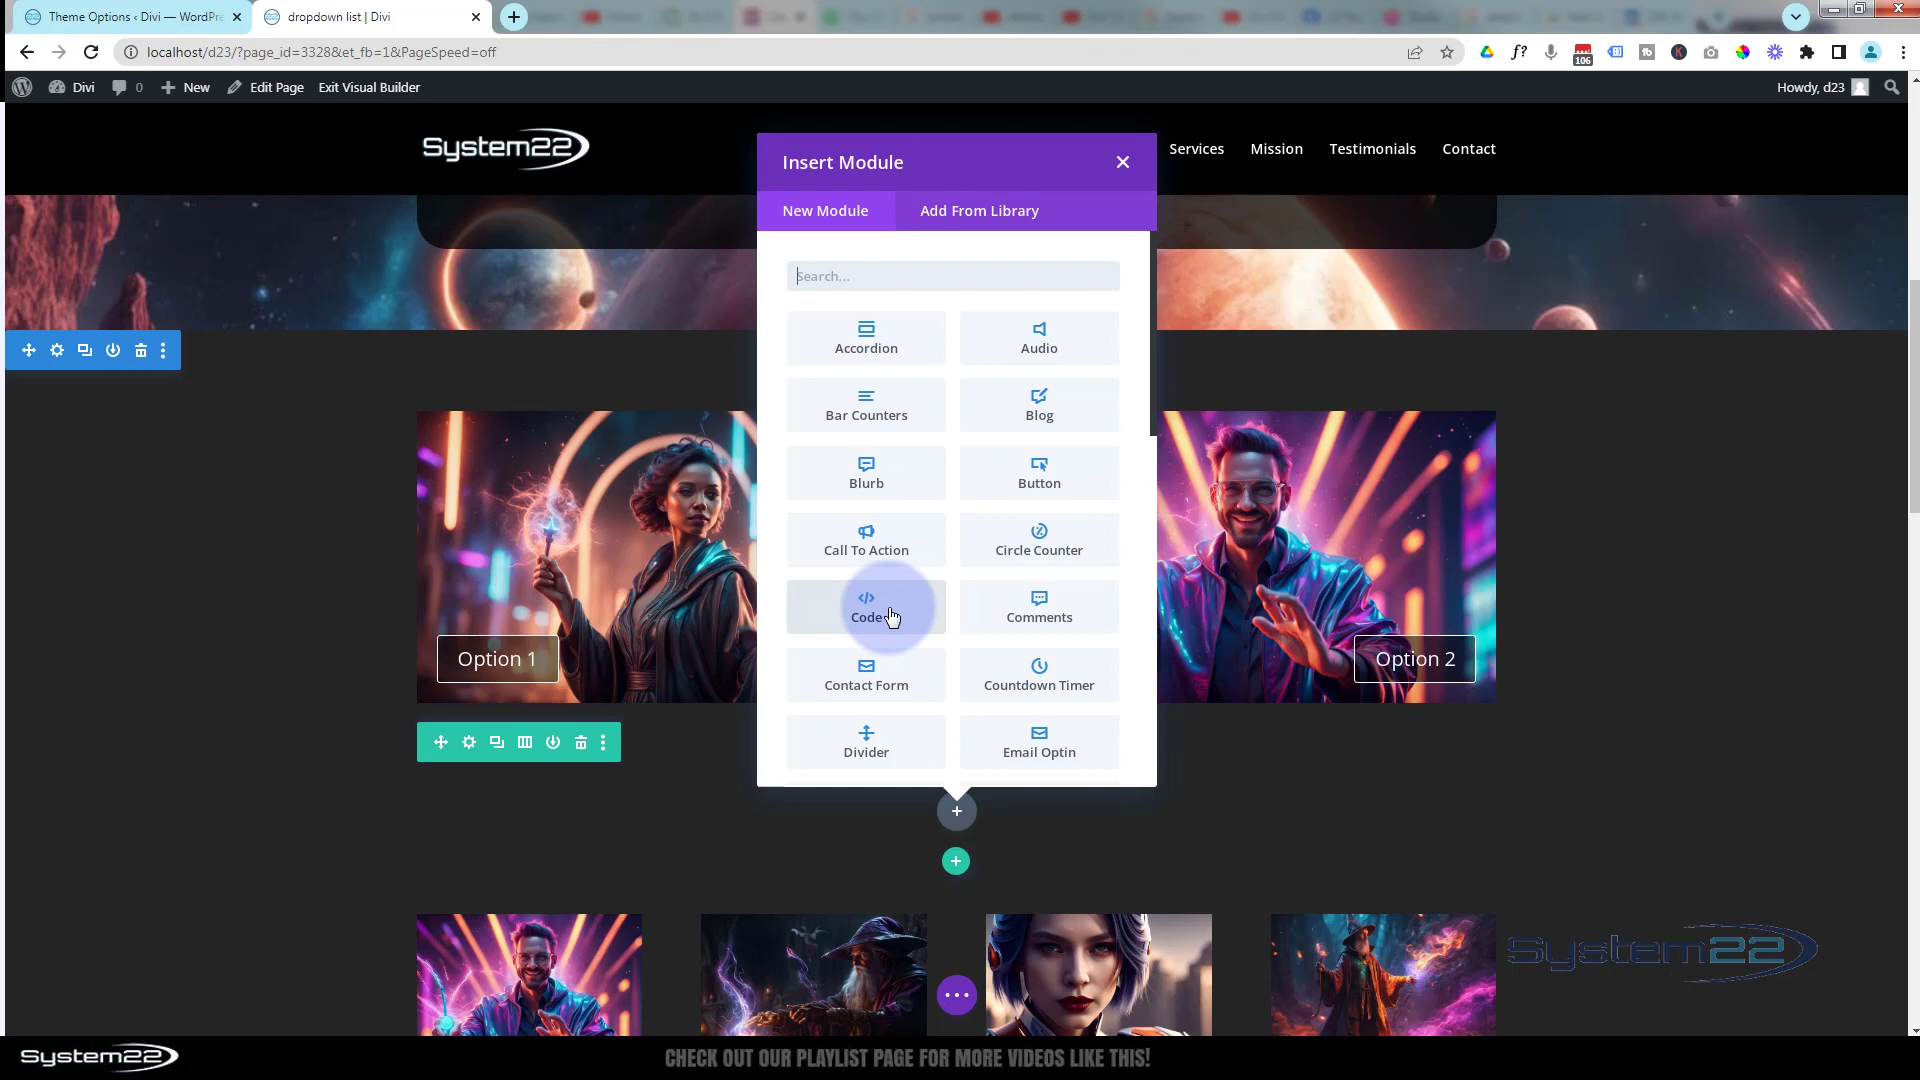 Theme Options ‹ Divi — WordPre
dropdown list | Divi
localhost/d23/?page_id=3328&et_fb=1&PageSpeed=off
106
Divi
0
New
Edit Page
Exit Visual Builder
Howdy, d23
System22
Services
Mission
Testimonials
Contact
Insert Module
New Module
Add From Library
Search...
Accordion
Audio
Bar Counters
Blog
Blurb
Button
Call To Action
Circle Counter
Code
Comments
Contact Form
Countdown Timer
Divider
Email Optin
Option 1
Option 2
System22
System22
CHECK OUT OUR PLAYLIST PAGE FOR MORE VIDEOS LIKE THIS!